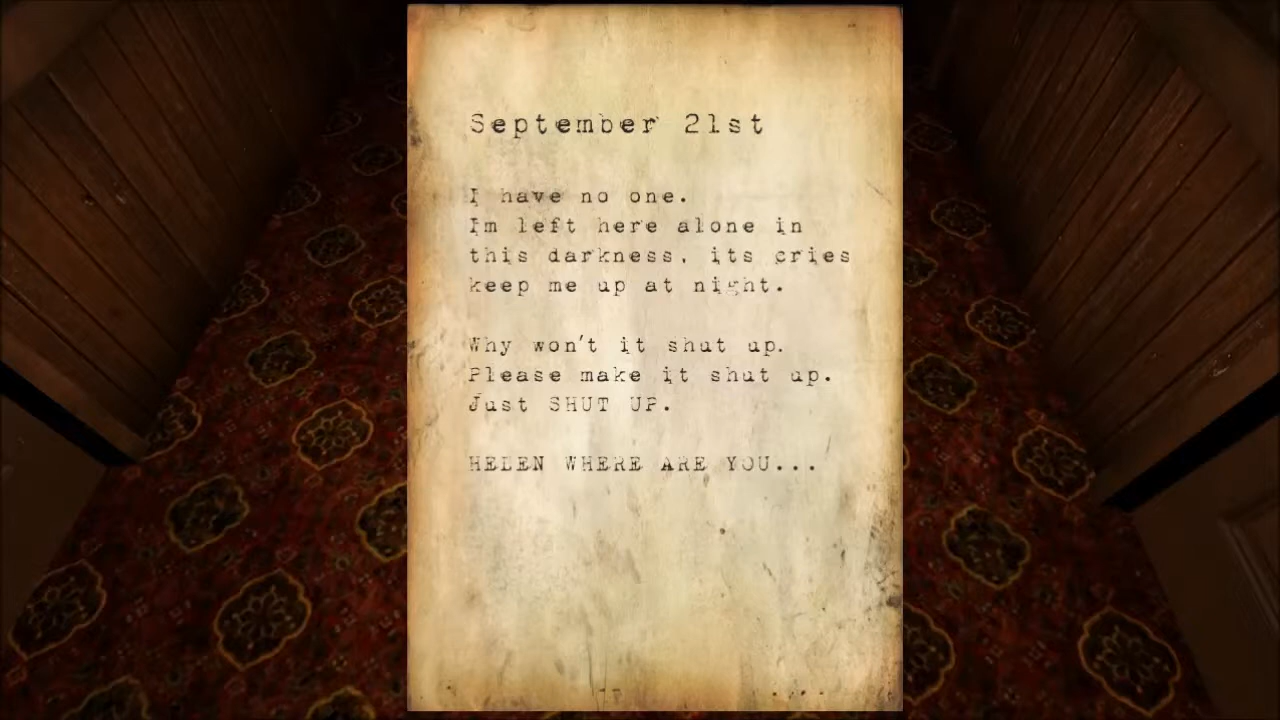 September 21st
I have no one.
Im left here alone in
this darkness, its cries
keep me up at night.
Why won't it shut up.
Please make it shut up.
Just SHUT UP.
HELEN WHERE ARE YOU...